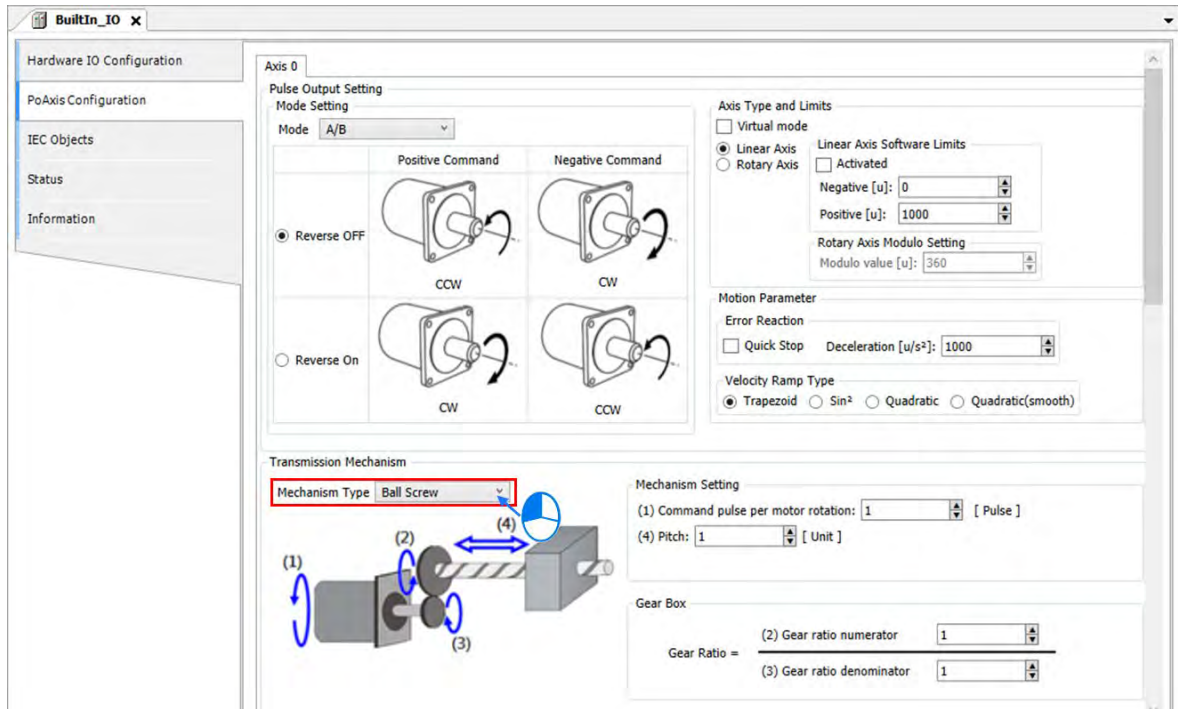 BuiltIn_IO
Hardware IO Configuration
PoAxis Configuration
IEC Objects
Status
Information
Axis 0
Pulse Output Setting
Mode Setting
Mode A/B
Positive Command Negative Command
Reverse OFF
CCW CW
Reverse On
CW CCW
Axis Type and Limits
Virtual mode
Linear Axis
Rotary Axis
Linear Axis Software Limits
Activated
Negative [u]: 0
Positive [u]: 1000
Rotary Axis Modulo Setting
Modulo value [u]: 360
Motion Parameter
Error Reaction
Quick Stop Deceleration [u/s²]: 1000
Velocity Ramp Type
Trapezoid Sin² Quadratic Quadratic(smooth)
Transmission Mechanism
Mechanism Type Ball Screw
(1)
(2)
(4)
(3)
Mechanism Setting
(1) Command pulse per motor rotation: 1 [ Pulse ]
(4) Pitch: 1 [ Unit ]
Gear Box
Gear Ratio =
(2) Gear ratio numerator 1
(3) Gear ratio denominator 1